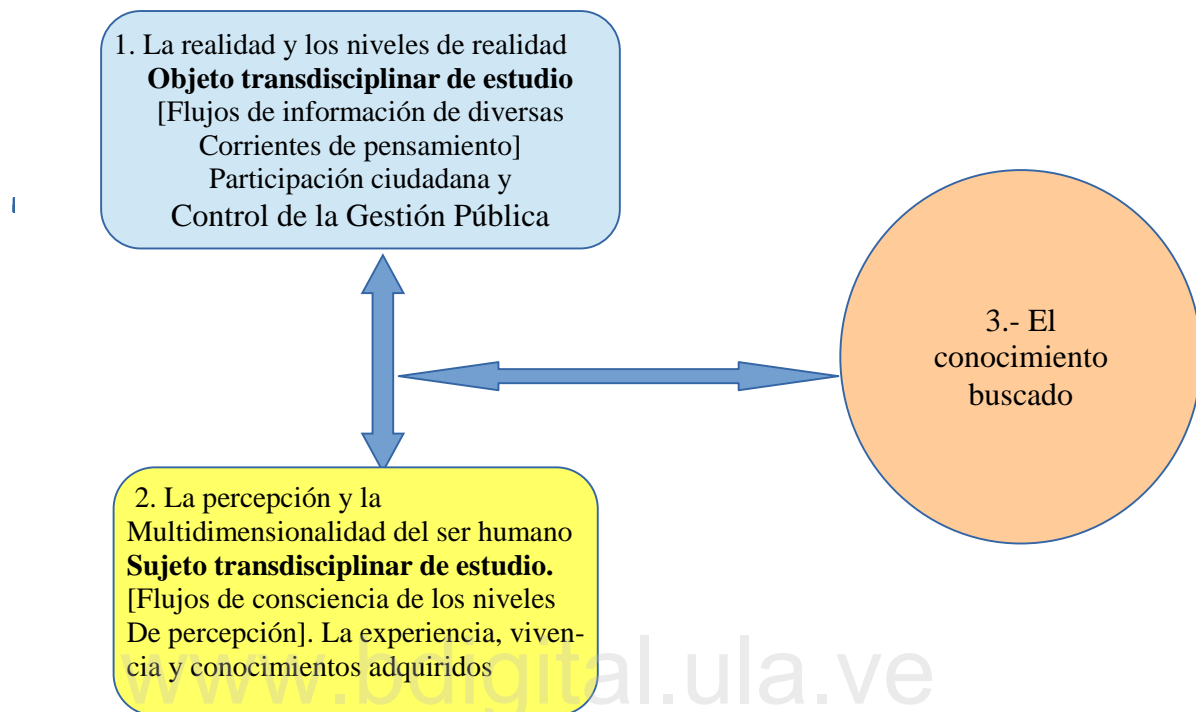 1. La realidad y los niveles de realidad
Objeto transdisciplinar de estudio
[Flujos de información de diversas
Corrientes de pensamiento]
Participación ciudadana y
Control de la Gestión Pública
3.- El
conocimiento
buscado
2. La percepción y la
Multidimensionalidad del ser humano
Sujeto transdisciplinar de estudio.
[Flujos de consciencia de los niveles
De percepción]. La experiencia, viven-
cia y conocimientos adquiridos
www.bdigital.ula.ve